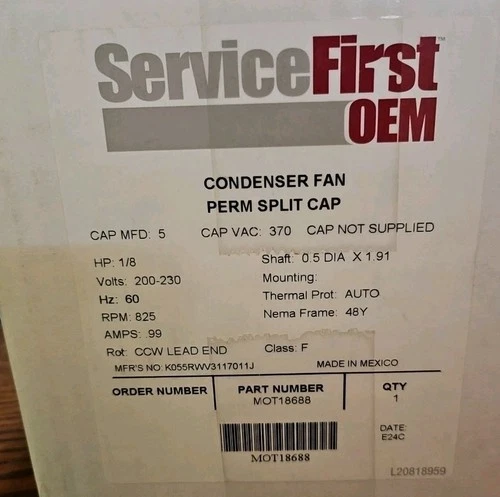 ServiceFirst™
OEM
CONDENSER FAN
PERM SPLIT CAP
CAP MFD: 5 CAP VAC: 370 CAP NOT SUPPLIED
HP: 1/8 Shaft: 0.5 DIA X 1.91
Volts: 200-230 Mounting:
Hz: 60 Thermal Prot: AUTO
RPM: 825 Nema Frame: 48Y
AMPS: .99
Rot: CCW LEAD END Class: F
MFR'S NO: K055RWV3117011J MADE IN MEXICO
ORDER NUMBER PART NUMBER QTY
MOT18688 1
DATE:
E24C
MOT18688
L20818959